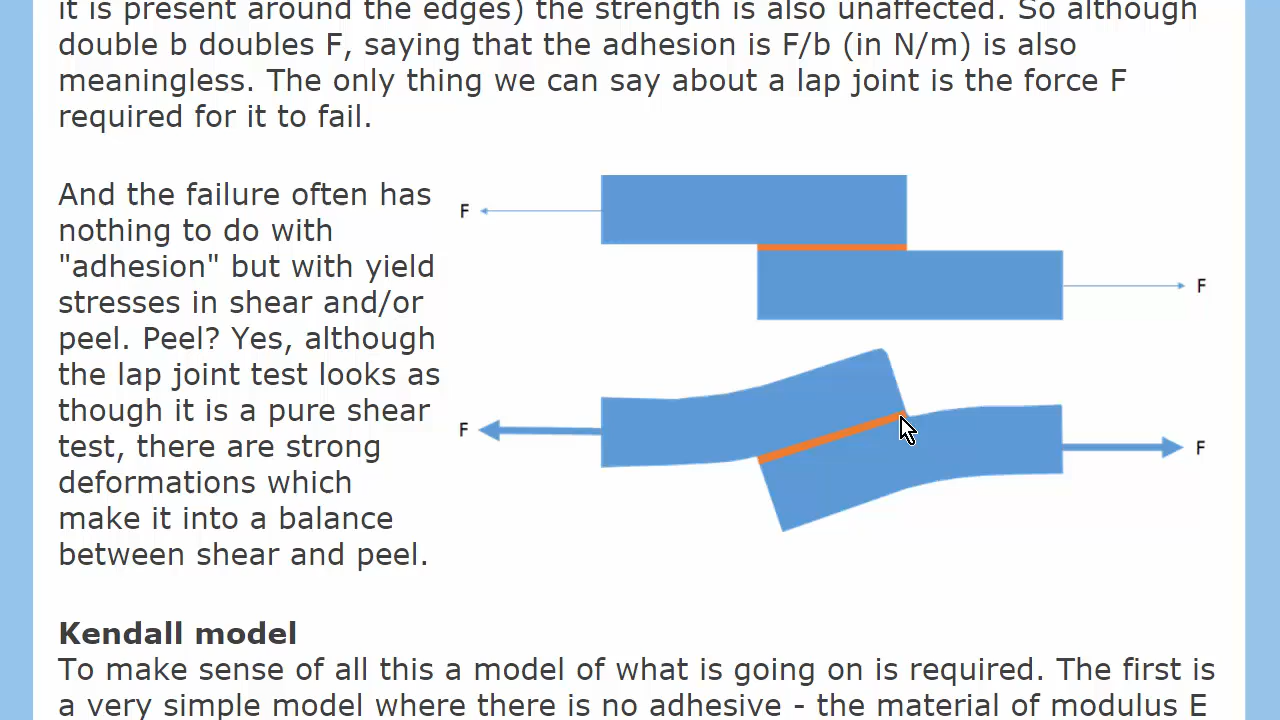 it is present around the edges) the strength is also unaffected. So although
double b doubles F, saying that the adhesion is F/b (in N/m) is also
meaningless. The only thing we can say about a lap joint is the force F
required for it to fail.
And the failure often has
nothing to do with
"adhesion" but with yield
stresses in shear and/or
peel. Peel? Yes, although
the lap joint test looks as
though it is a pure shear
test, there are strong
deformations which
make it into a balance
between shear and peel.
F
F
F
F
Kendall model
To make sense of all this a model of what is going on is required. The first is
a very simple model where there is no adhesive - the material of modulus E